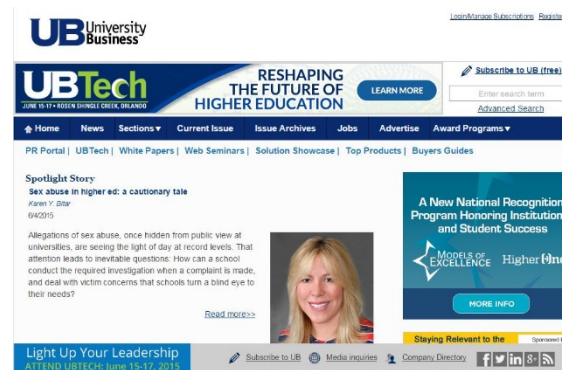 Login/Manage Subscriptions Registe
UB University
Business
UBTech
JUNE 15-17 • ROSEN SHINGLE CREEK, ORLANDO
RESHAPING
THE FUTURE OF
HIGHER EDUCATION
LEARN MORE
Subscribe to UB (free)
Enter search term
Advanced Search
Home News Sections▼ Current Issue Issue Archives Jobs Advertise Award Programs▼
PR Portal | UBTech | White Papers | Web Seminars | Solution Showcase | Top Products | Buyers Guides
Spotlight Story
Sex abuse in higher ed: a cautionary tale
Karen Y. Bitar
6/4/2015
Allegations of sex abuse, once hidden from public view at
universities, are seeing the light of day at record levels. That
attention leads to inevitable questions: How can a school
conduct the required investigation when a complaint is made,
and deal with victim concerns that schools turn a blind eye to
their needs?
Read more>>
A New National Recognition
Program Honoring Institution
and Student Success
MODELS OF
EXCELLENCE
Higher One
MORE INFO
Staying Relevant to the
Sponsored
Light Up Your Leadership
ATTEND UBTECH: June 15-17, 2015
Subscribe to UB Media inquiries Company Directory